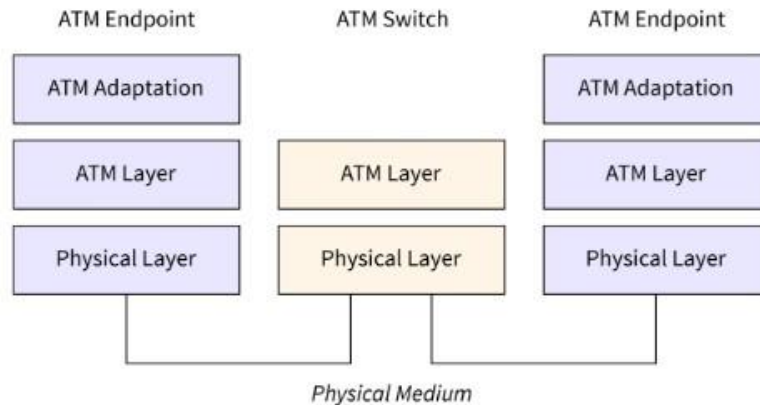 ATM Endpoint
ATM Switch
ATM Endpoint
ATM Adaptation
ATM Adaptation
ATM Layer
ATM Layer
ATM Layer
Physical Layer
Physical Layer
Physical Layer
Physical Medium